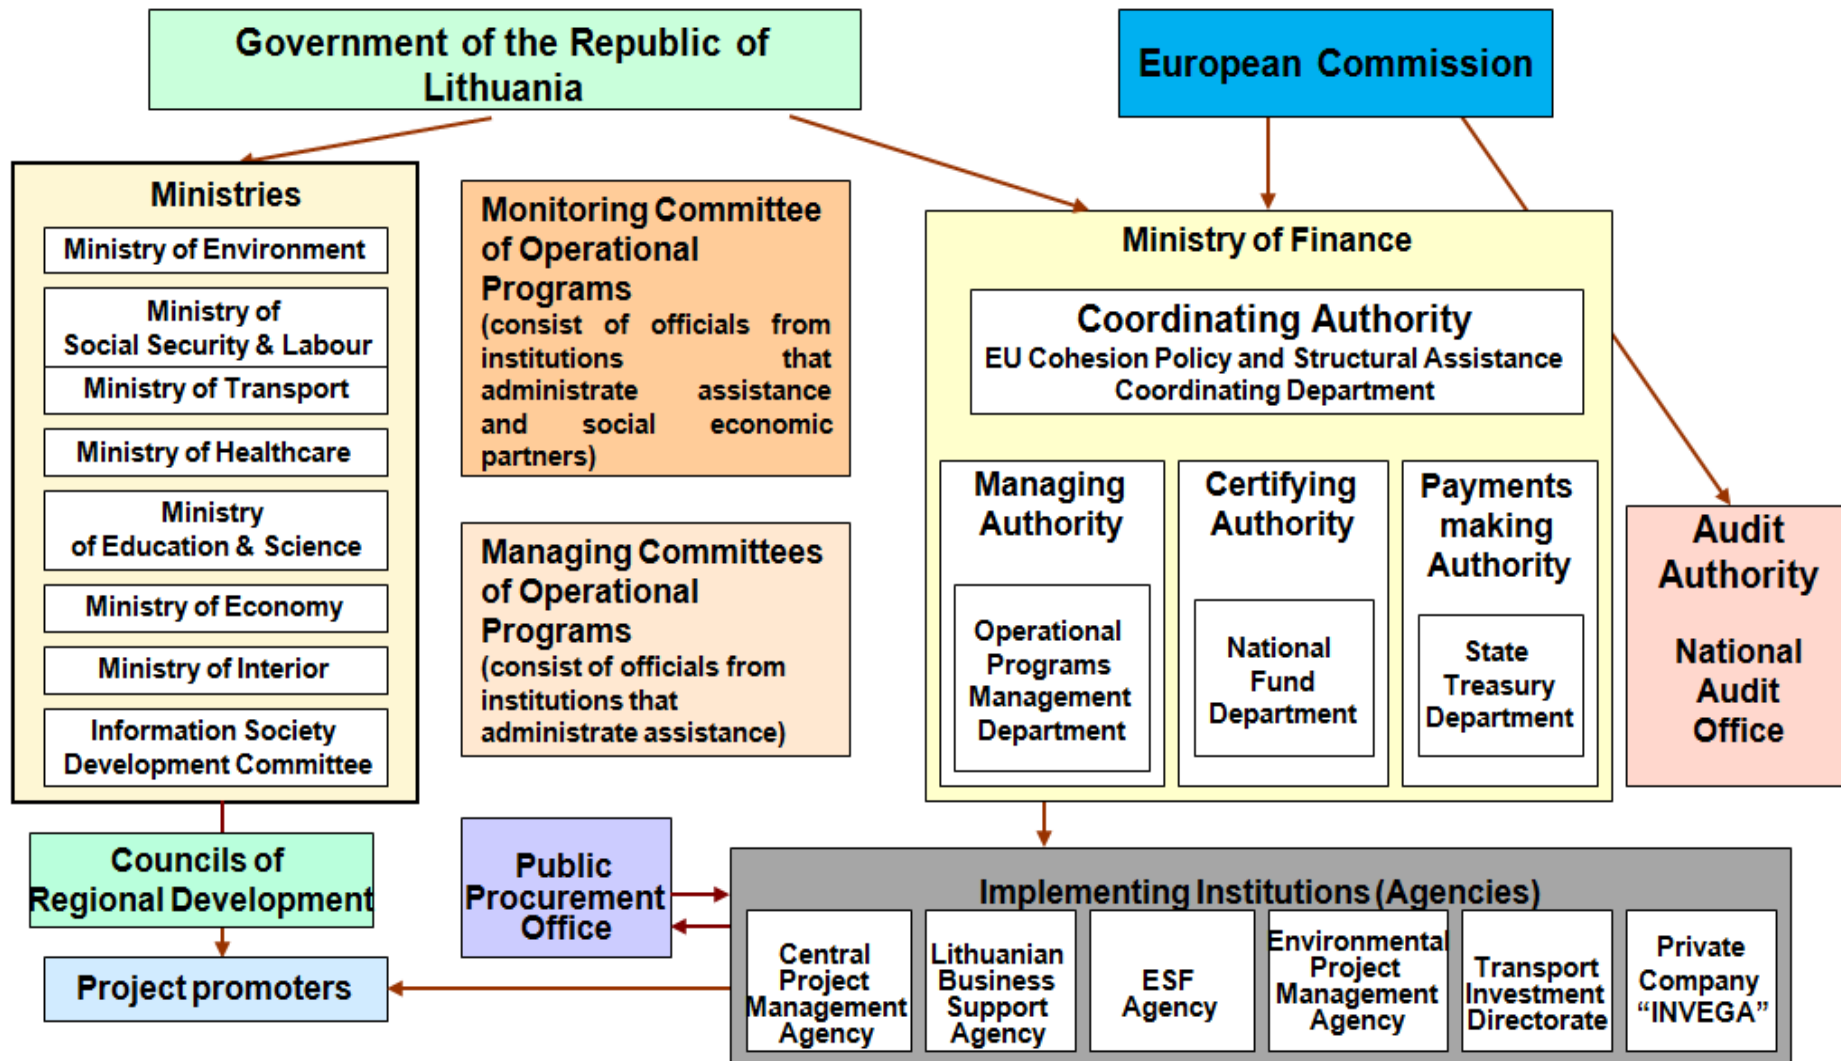 Government of the Republic of
Lithuania
European Commission
Ministries
Ministry of Environment
Ministry of
Social Security & Labour
Ministry of Transport
Ministry of Healthcare
Ministry
of Education & Science
Ministry of Economy
Ministry of Interior
Information Society
Development Committee
Monitoring Committee
of Operational
Programs
(consist of officials from
institutions that
administrate assistance
and social economic
partners)
Managing Committees
of Operational
Programs
(consist of officials from
institutions that
administrate assistance)
Ministry of Finance
Coordinating Authority
EU Cohesion Policy and Structural Assistance
Coordinating Department
Managing
Authority
Operational
Programs
Management
Department
Certifying
Authority
National
Fund
Department
Payments
making
Authority
State
Treasury
Department
Audit
Authority
National
Audit
Office
Councils of
Regional Development
Project promoters
Public
Procurement
Office
Implementing Institutions (Agencies)
Central
Project
Management
Agency
Lithuanian
Business
Support
Agency
ESF
Agency
Environmental
Project
Management
Agency
Transport
Investment
Directorate
Private
Company
“INVEGA”